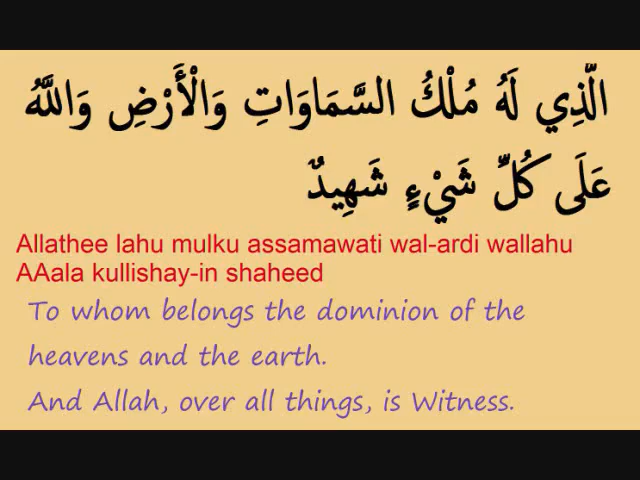 الَّذِي لَهُ مُلْكُ السَّمَاوَاتِ وَالْأَرْضِ وَاللَّهُ
عَلَى كُلِّ شَيْءٍ شَهِيدٌ
Allathee lahu mulku assamawati wal-ardi wallahu
AAala kullishay-in shaheed
To whom belongs the dominion of the
heavens and the earth.
And Allah, over all things, is Witness.